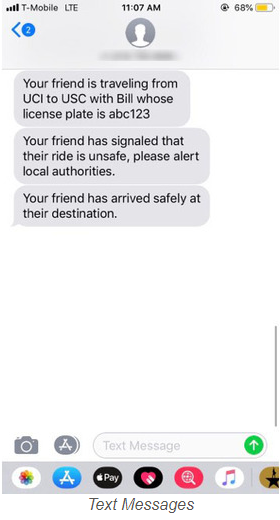 T-Mobile LTE 11:07 AM 68%
2
Your friend is traveling from
UCI to USC with Bill whose
license plate is abc123
Your friend has signaled that
their ride is unsafe, please alert
local authorities.
Your friend has arrived safely at
their destination.
Text Message
Pay
Text Messages